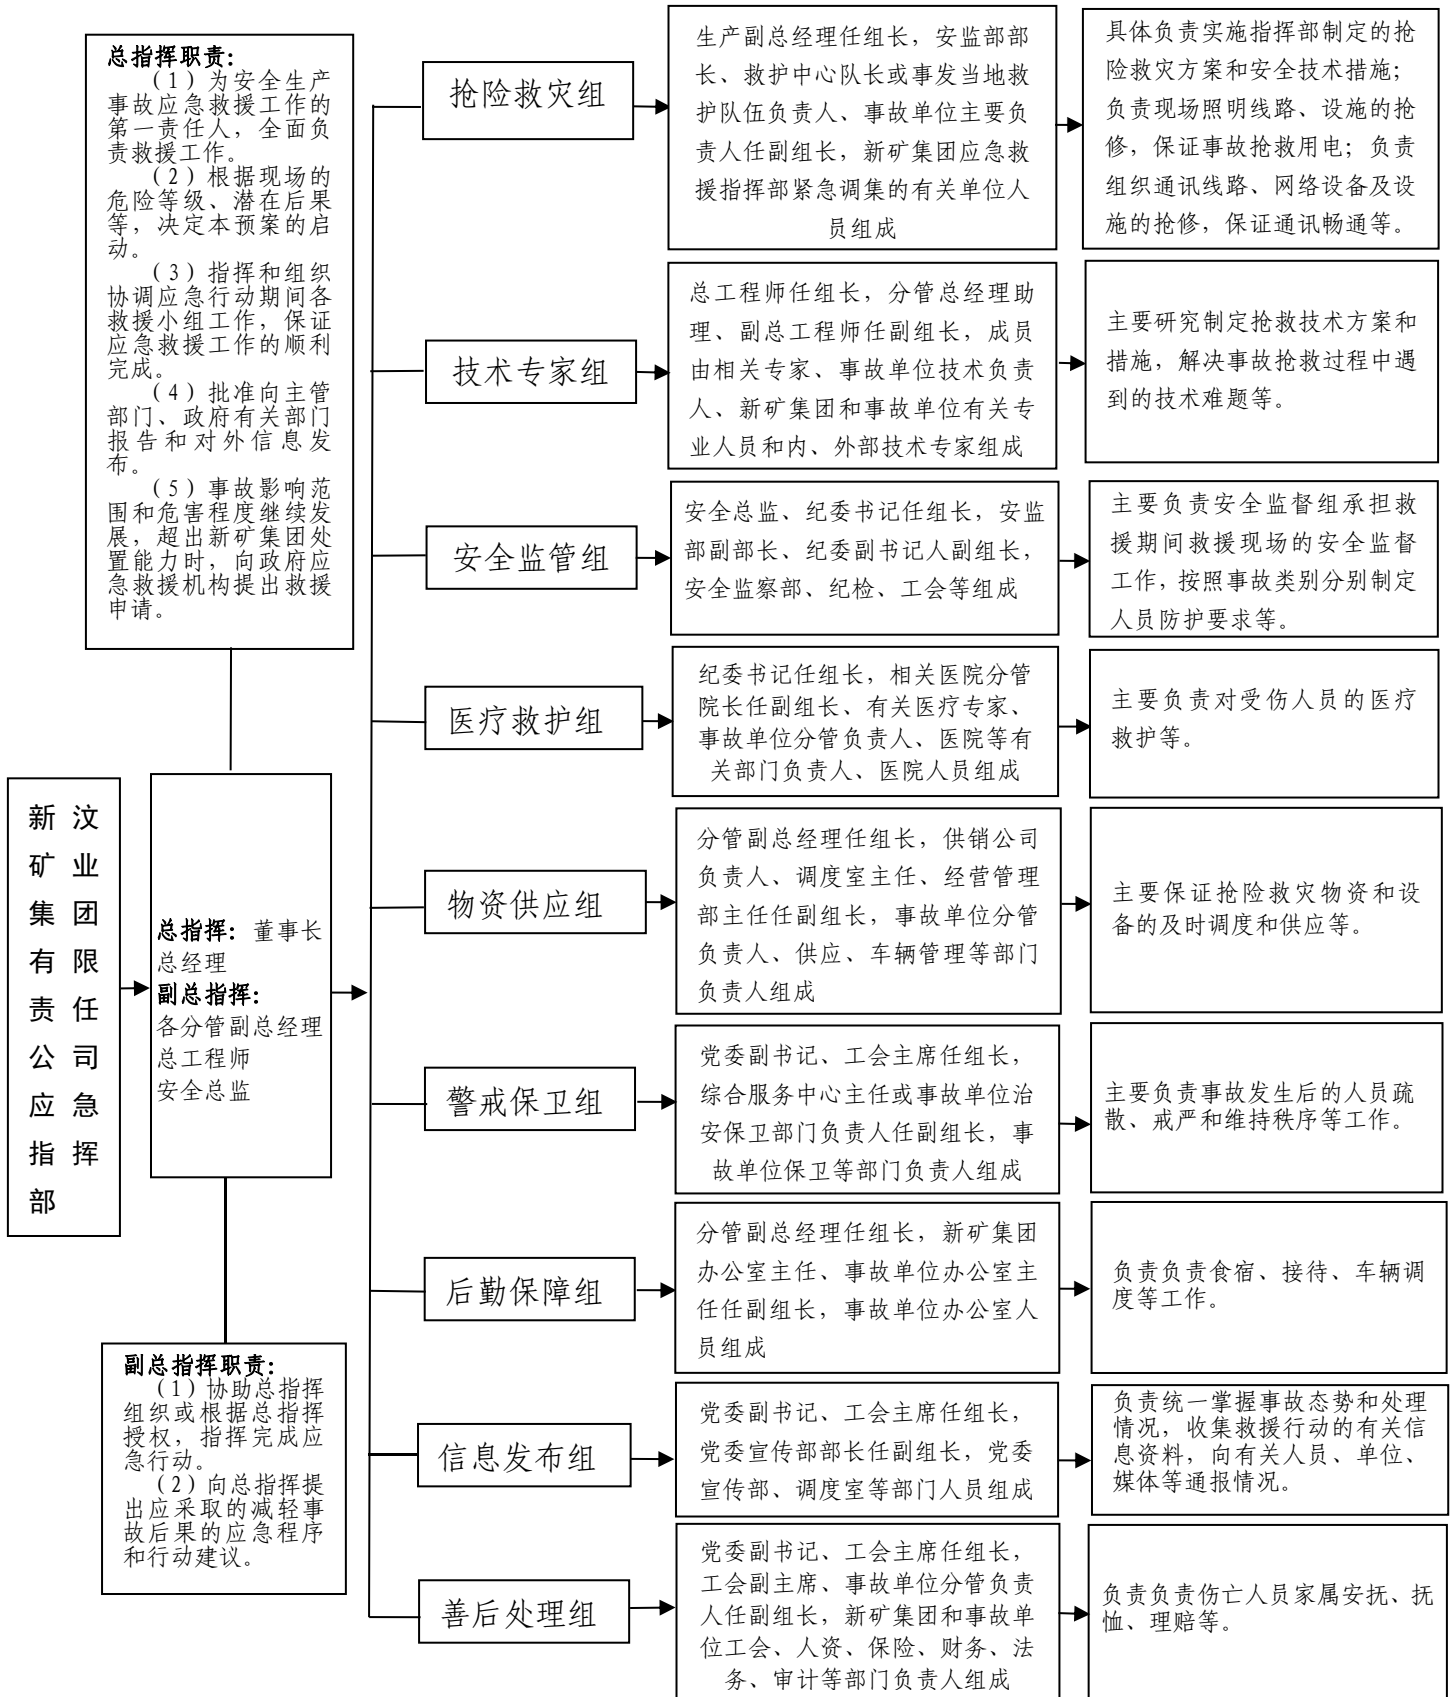 总指挥职责：
（1）为安全生产
事故应急救援工作的
第一责任人，全面负
责救援工作。
（2）根据现场的
危险等级、潜在后果
等，决定本预案的启
动。
（3）指挥和组织
协调应急行动期间各
救援小组工作，保证
应急救援工作的顺利
完成。
（4）批准向主管
部门、政府有关部门
报告和对外信息发
布。
（5）事故影响范
围和危害程度继续发
展，超出新矿集团处
置能力时，向政府应
急救援机构提出救援
申请。
新汶
矿业
集团
有限
责任
公司
应急
指挥
部
总指挥：董事长
总经理
副总指挥：
各分管副总经理
总工程师
安全总监
副总指挥职责：
（1）协助总指挥
组织或根据总指挥
授权，指挥完成应
急行动。
（2）向总指挥提
出应采取的减轻事
故后果的应急程序
和行动建议。
抢险救灾组
生产副总经理任组长，安监部部
长、救护中心队长或事发当地救
护队伍负责人、事故单位主要负
责人任副组长，新矿集团应急救
援指挥部紧急调集的有关单位人
员组成
具体负责实施指挥部制定的抢
险救灾方案和安全技术措施；
负责现场照明线路、设施的抢
修，保证事故抢救用电；负责
组织通讯线路、网络设备及设
施的抢修，保证通讯畅通等。
技术专家组
总工程师任组长，分管总经理助
理、副总工程师任副组长，成员
由相关专家、事故单位技术负责
人、新矿集团和事故单位有关专
业人员和内、外部技术专家组成
主要研究制定抢救技术方案和
措施，解决事故抢救过程中遇
到的技术难题等。
安全监管组
安全总监、纪委书记任组长，安监
部副部长、纪委副书记人副组长，
安全监察部、纪检、工会等组成
主要负责安全监督组承担救
援期间救援现场的安全监督
工作，按照事故类别分别制定
人员防护要求等。
医疗救护组
纪委书记任组长，相关医院分管
院长任副组长、有关医疗专家、
事故单位分管负责人、医院等有
关部门负责人、医院人员组成
主要负责对受伤人员的医疗
救护等。
物资供应组
分管副总经理任组长，供销公司
负责人、调度室主任、经营管理
部主任任副组长，事故单位分管
负责人、供应、车辆管理等部门
负责人组成
主要保证抢险救灾物资和设
备的及时调度和供应等。
警戒保卫组
党委副书记、工会主席任组长，
综合服务中心主任或事故单位治
安保卫部门负责人任副组长，事
故单位保卫等部门负责人组成
主要负责事故发生后的人员疏
散、戒严和维持秩序等工作。
后勤保障组
分管副总经理任组长，新矿集团
办公室主任、事故单位办公室主
任任副组长，事故单位办公室人
员组成
负责负责食宿、接待、车辆调
度等工作。
信息发布组
党委副书记、工会主席任组长，
党委宣传部部长任副组长，党委
宣传部、调度室等部门人员组成
负责统一掌握事故态势和处理
情况，收集救援行动的有关信
息资料，向有关人员、单位、
媒体等通报情况。
善后处理组
党委副书记、工会主席任组长，
工会副主席、事故单位分管负责
人任副组长，新矿集团和事故单
位工会、人资、保险、财务、法
务、审计等部门负责人组成
负责负责伤亡人员家属安抚、抚
恤、理赔等。